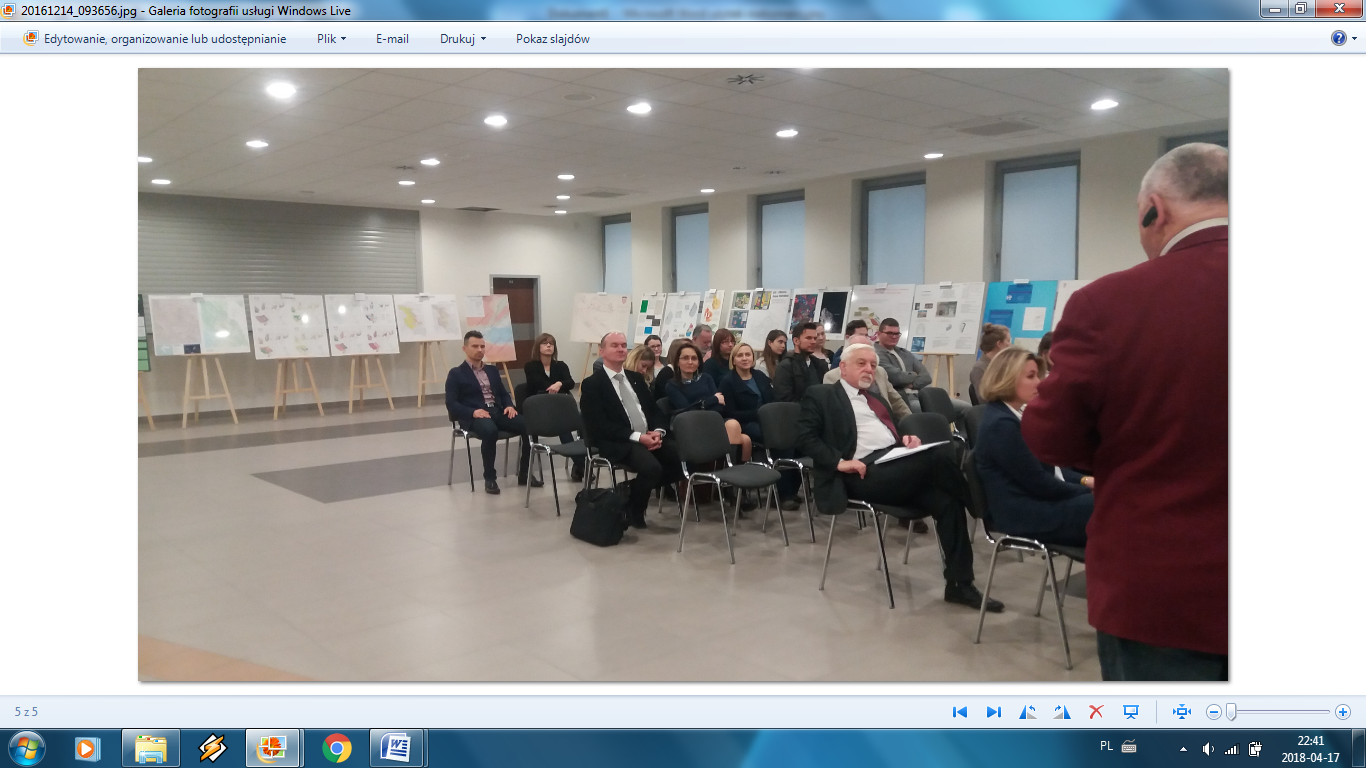 20161214_093656.jpg - Galeria fotografii usługi Windows Live
Edytowanie, organizowanie lub udostępnianie Plik E-mail Drukuj Pokaz slajdów
5 z 5
PL
22:41
2018-04-17